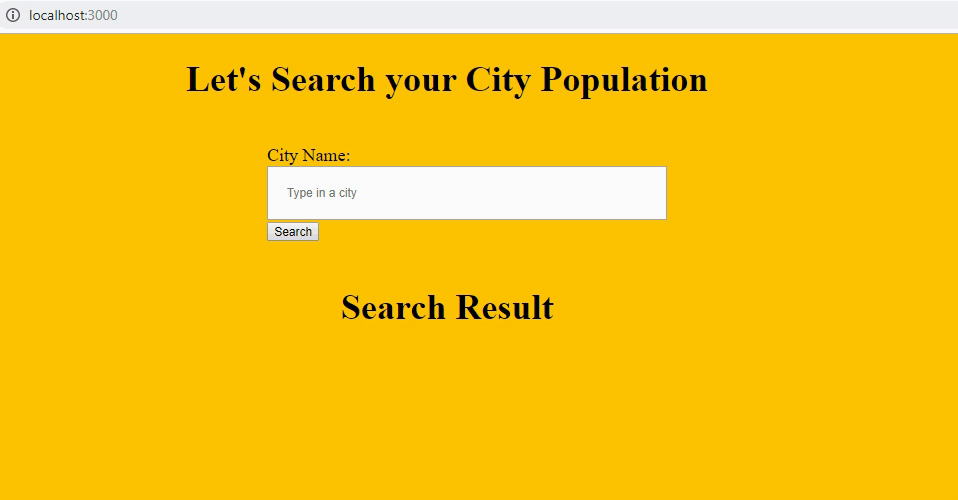 localhost:3000
Let's Search your City Population
City Name:
Type in a city
Search
Search Result